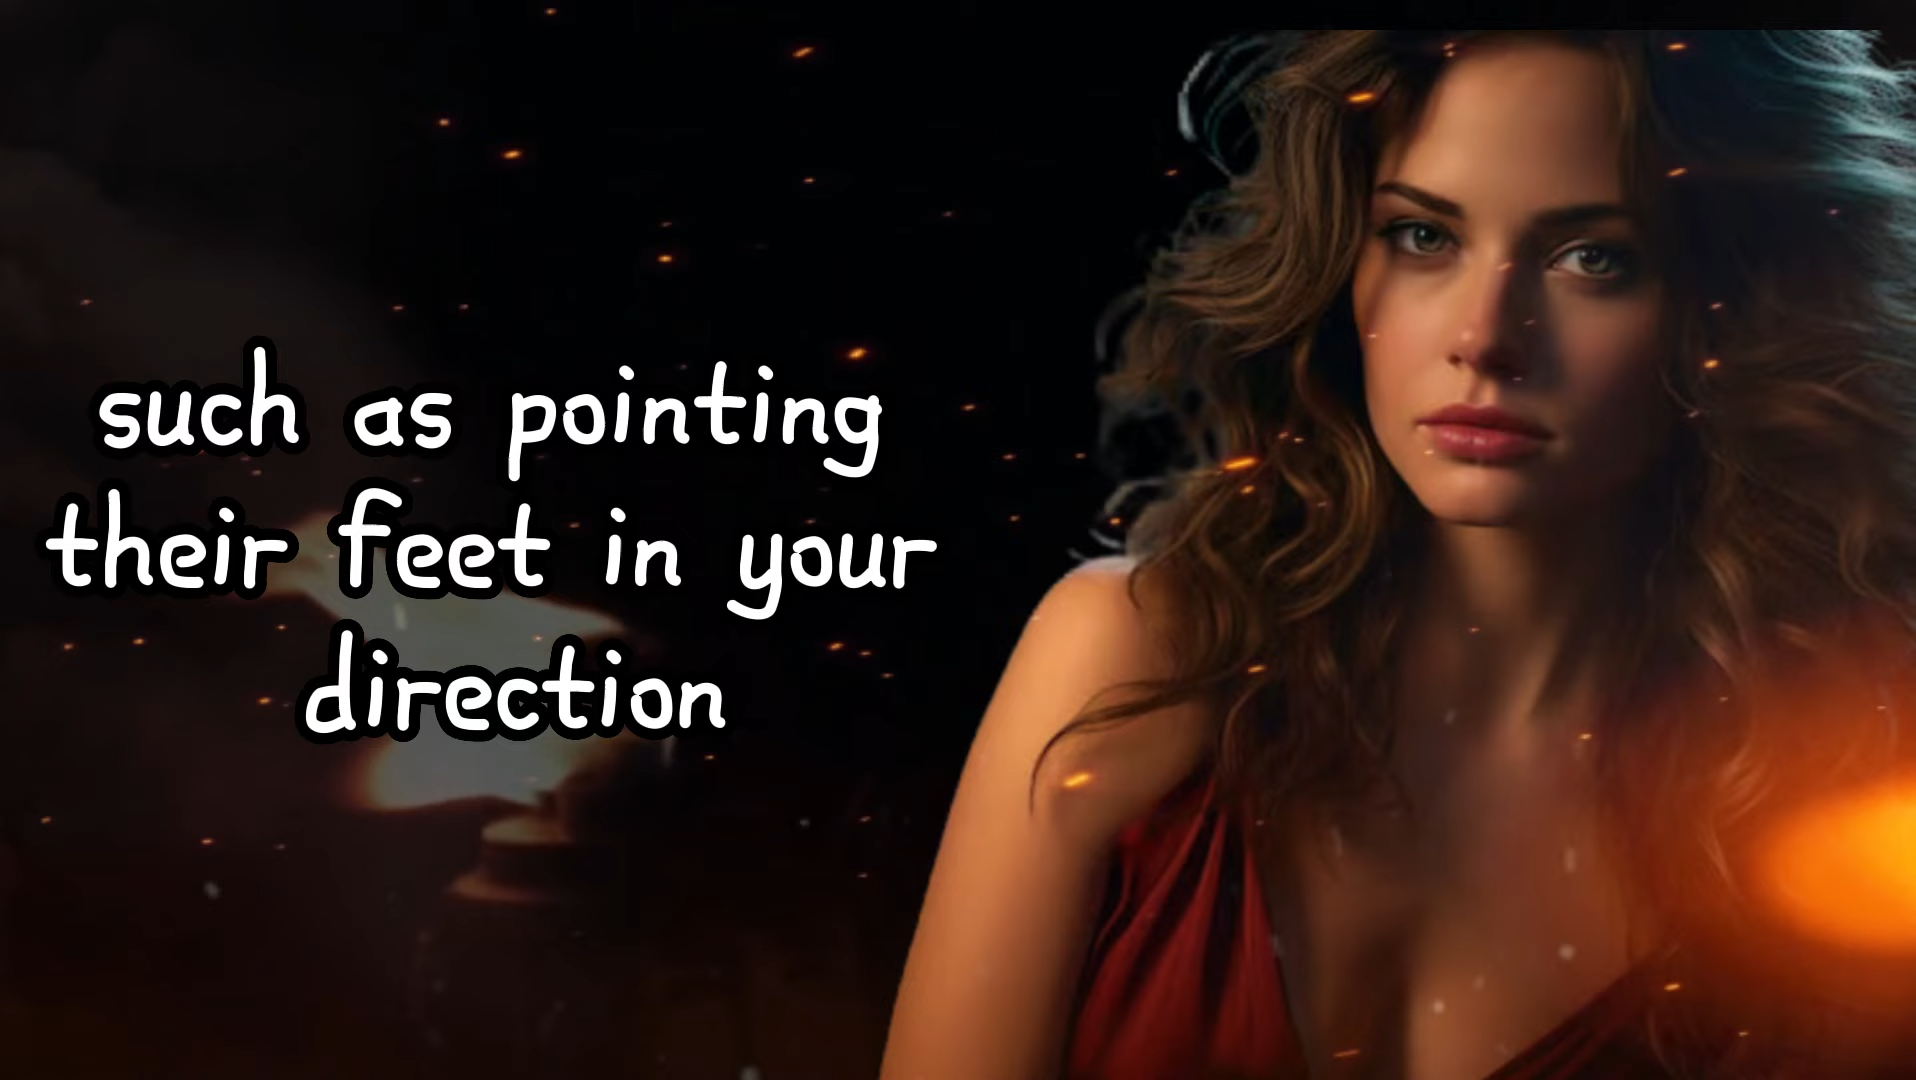 such as pointing
their feet in your
direction